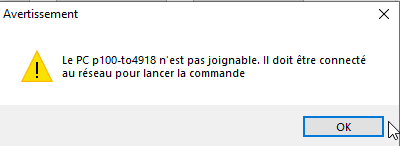 Avertissement
Le PC p100-to4918 n'est pas joignable. Il doit être connecté
au réseau pour lancer la commande
OK